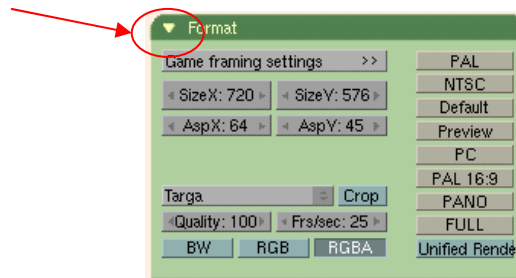 Format
Game framing settings >>
SizeX: 720 SizeY: 576
AspX: 64 AspY: 45
Targa Crop
Quality: 100 Frs/sec: 25
BW RGB RGBA
PAL
NTSC
Default
Preview
PC
PAL 16:9
PANO
FULL
Unified Rende